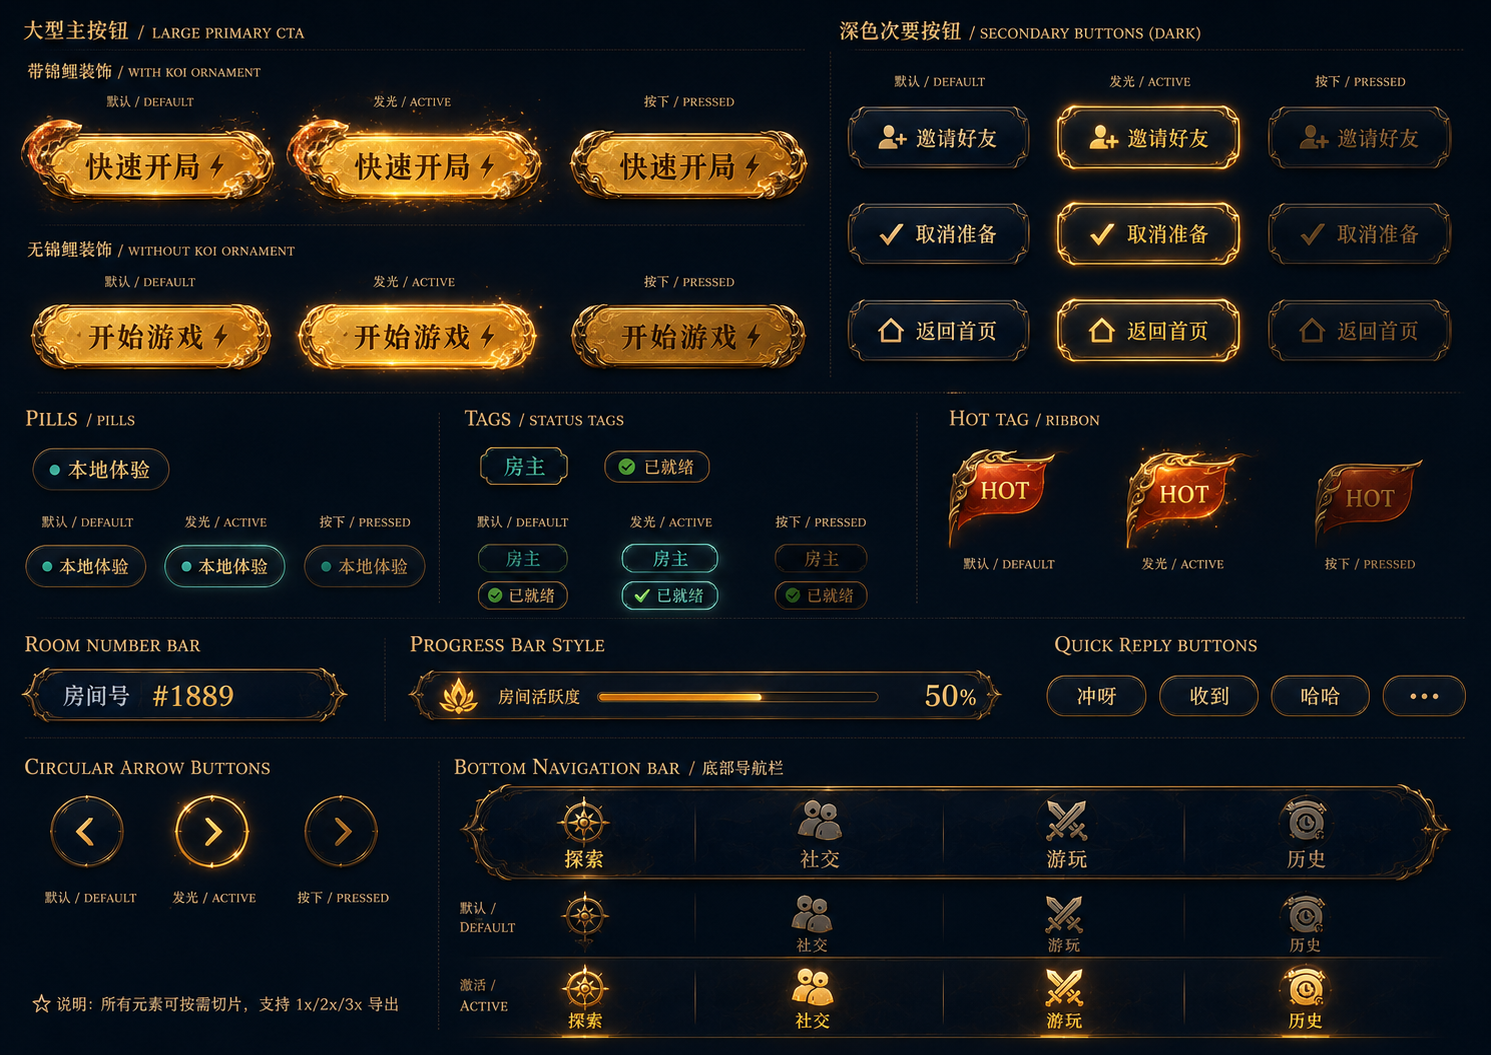 大型主按钮 / LARGE PRIMARY CTA
带锦鲤装饰 / WITH KOI ORNAMENT
默认 / DEFAULT
发光 / ACTIVE
按下 / PRESSED
快速开局
快速开局
快速开局
无锦鲤装饰 / WITHOUT KOI ORNAMENT
默认 / DEFAULT
发光 / ACTIVE
按下 / PRESSED
开始游戏
开始游戏
开始游戏
深色次要按钮 / SECONDARY BUTTONS (DARK)
默认 / DEFAULT
发光 / ACTIVE
按下 / PRESSED
邀请好友
邀请好友
邀请好友
取消准备
取消准备
取消准备
返回首页
返回首页
返回首页
PILLS / PILLS
本地体验
默认 / DEFAULT
发光 / ACTIVE
按下 / PRESSED
本地体验
本地体验
本地体验
TAGS / STATUS TAGS
房主
已就绪
默认 / DEFAULT
发光 / ACTIVE
按下 / PRESSED
房主
房主
房主
已就绪
已就绪
已就绪
HOT TAG / RIBBON
HOT
HOT
HOT
默认 / DEFAULT
发光 / ACTIVE
按下 / PRESSED
ROOM NUMBER BAR
房间号 #1889
PROGRESS BAR STYLE
房间活跃度
50%
QUICK REPLY BUTTONS
冲呀
收到
哈哈
•••
CIRCULAR ARROW BUTTONS
默认 / DEFAULT
发光 / ACTIVE
按下 / PRESSED
说明：所有元素可按需切片，支持 1x/2x/3x 导出
BOTTOM NAVIGATION BAR / 底部导航栏
探索
社交
游玩
历史
默认 /
DEFAULT
社交
游玩
历史
激活 /
ACTIVE
探索
社交
游玩
历史